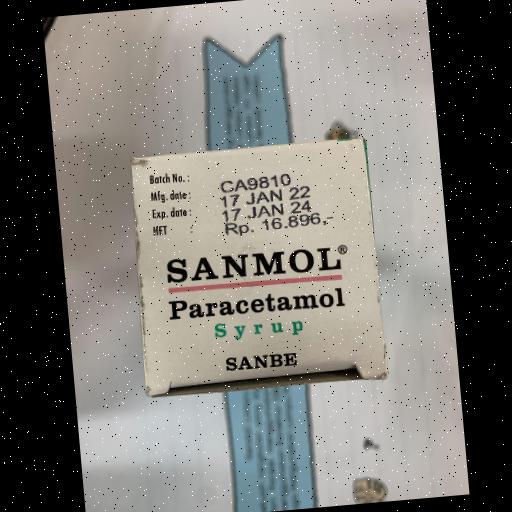 Batch No. : CA9810
Mfg. date : 17 JAN 22
Exp. date : 17 JAN 24
HET Rp. 16.896,-
SANMOL®
Paracetamol
Syrup
SANBE